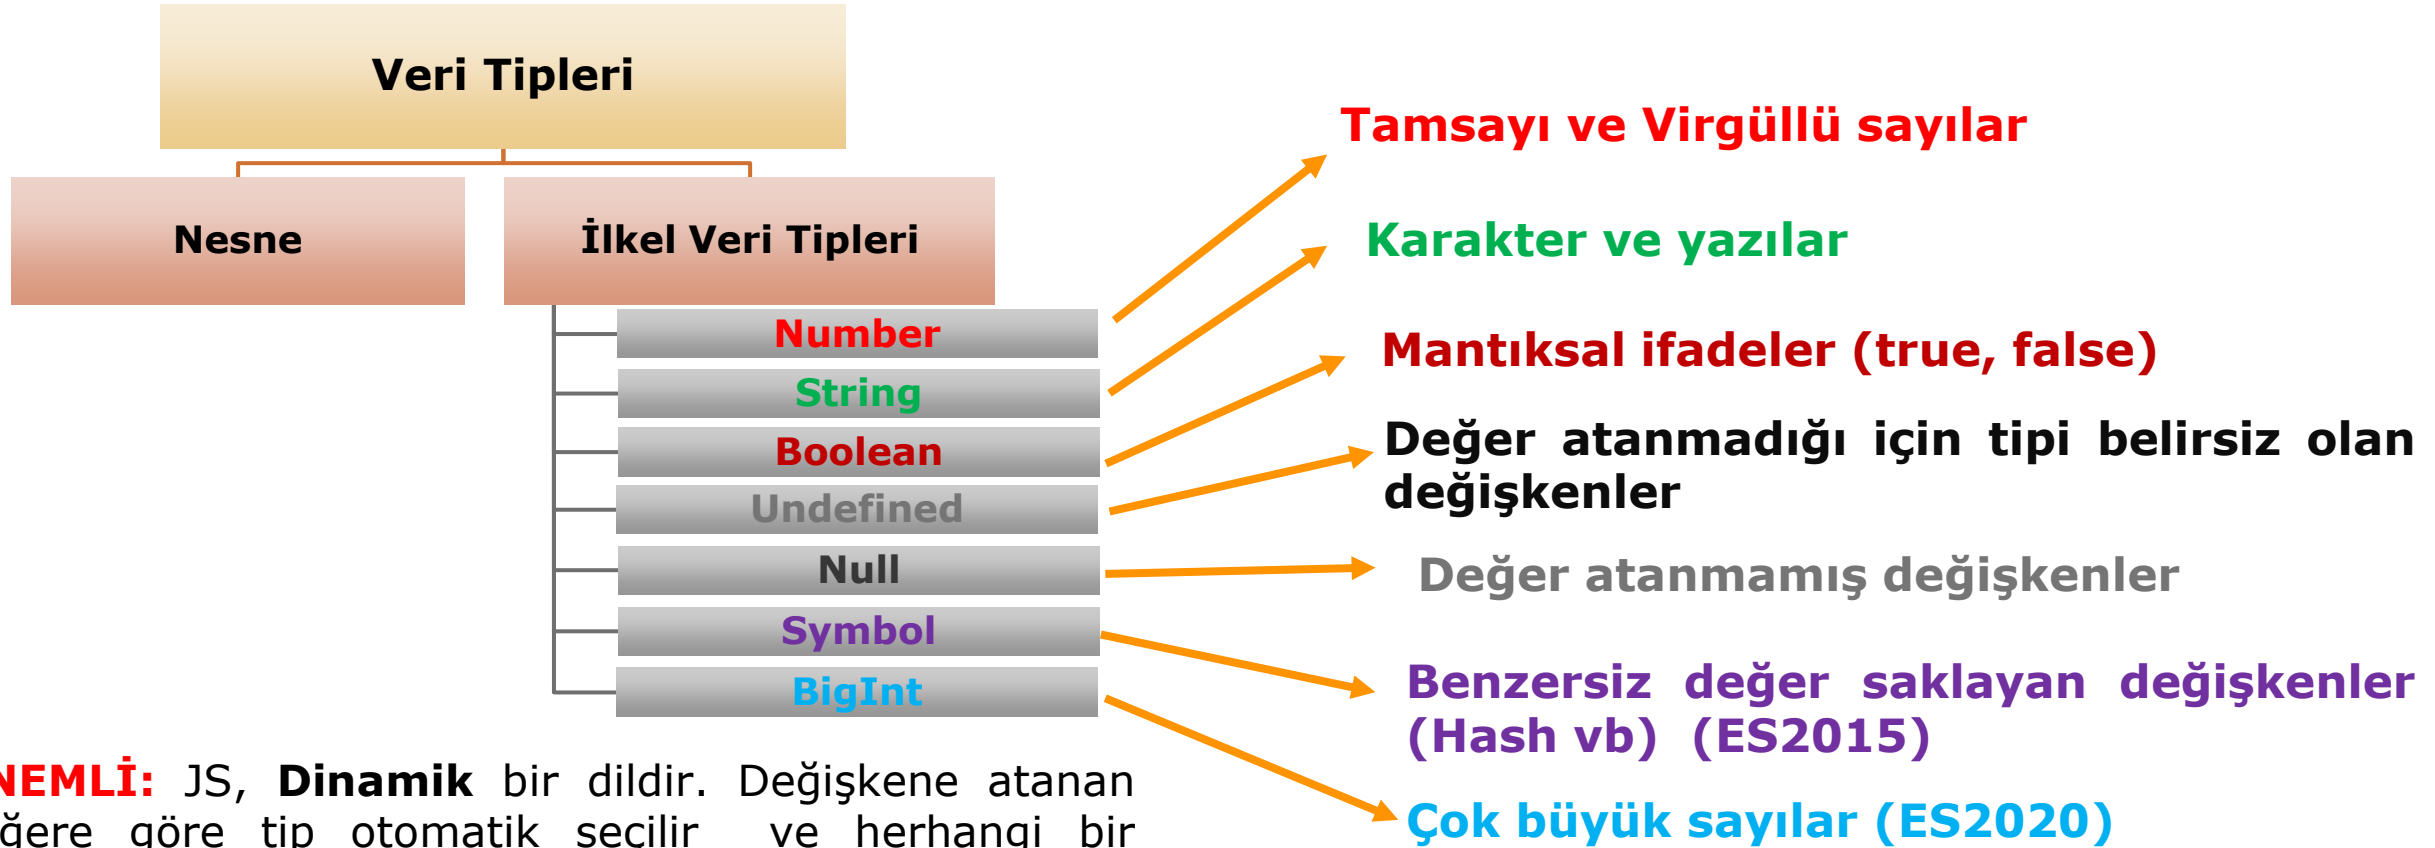 Veri Tipleri
Nesne
İlkel Veri Tipleri
Number
String
Boolean
Undefined
Null
Symbol
BigInt
Tamsayı ve Virgüllü sayılar
Karakter ve yazılar
Mantıksal ifadeler (true, false)
Değer atanmadığı için tipi belirsiz olan
değişkenler
Değer atanmamış değişkenler
Benzersiz değer saklayan değişkenler
(Hash vb) (ES2015)
Çok büyük sayılar (ES2020)
NEMLİ: JS, Dinamik bir dildir. Değişkene atanan
ğere göre tip otomatik seçilir ve herhangi bir